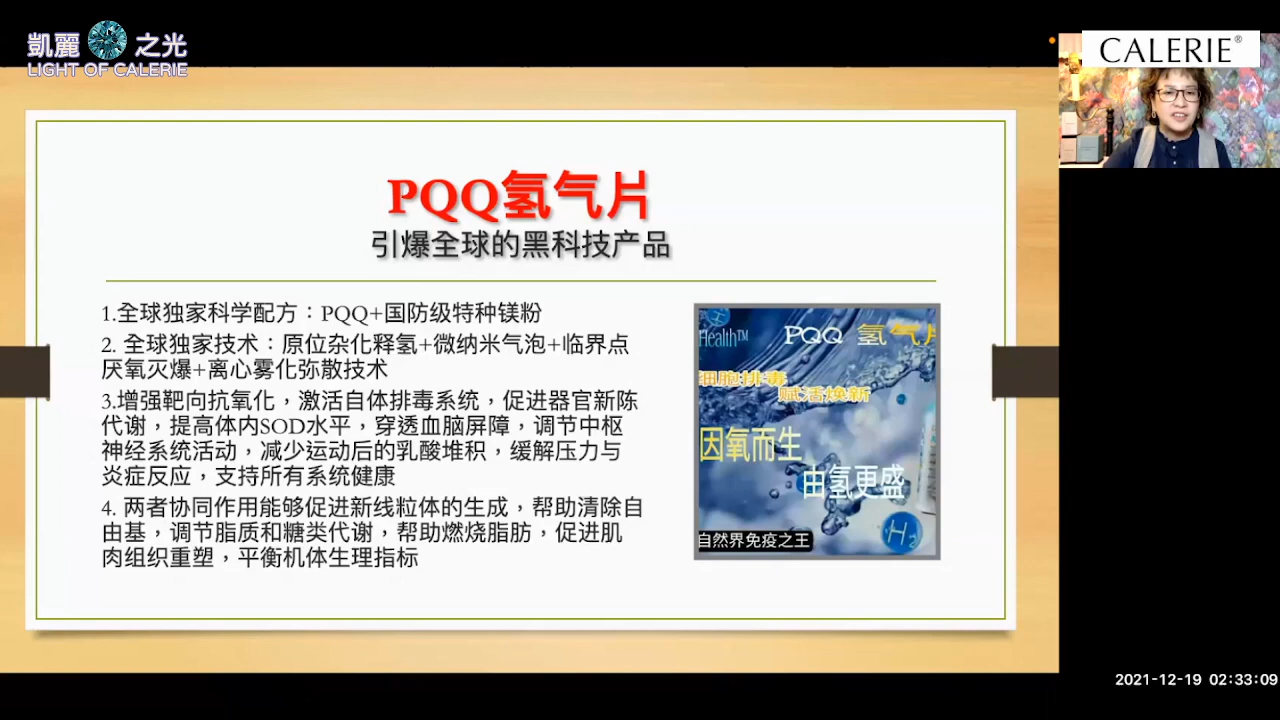 凱麗 之光
LIGHT OF CALERIE
CALERIE®
PQQ氢气片
引爆全球的黑科技产品
1.全球独家科学配方：PQQ+国防级特种镁粉
2. 全球独家技术：原位杂化释氢+微纳米气泡+临界点
厌氧灭爆+离心雾化弥散技术
3.增强靶向抗氧化，激活自体排毒系统，促进器官新陈
代谢，提高体内SOD水平，穿透血脑屏障，调节中枢
神经系统活动，减少运动后的乳酸堆积，缓解压力与
炎症反应，支持所有系统健康
4. 两者协同作用能够促进新线粒体的生成，帮助清除自
由基，调节脂质和糖类代谢，帮助燃烧脂肪，促进肌
肉组织重塑，平衡机体生理指标
Health™
PQQ 氢气片
细胞排毒
赋活焕新
因氧而生
由氢更盛
H2
自然界免疫之王
2021-12-19 02:33:09